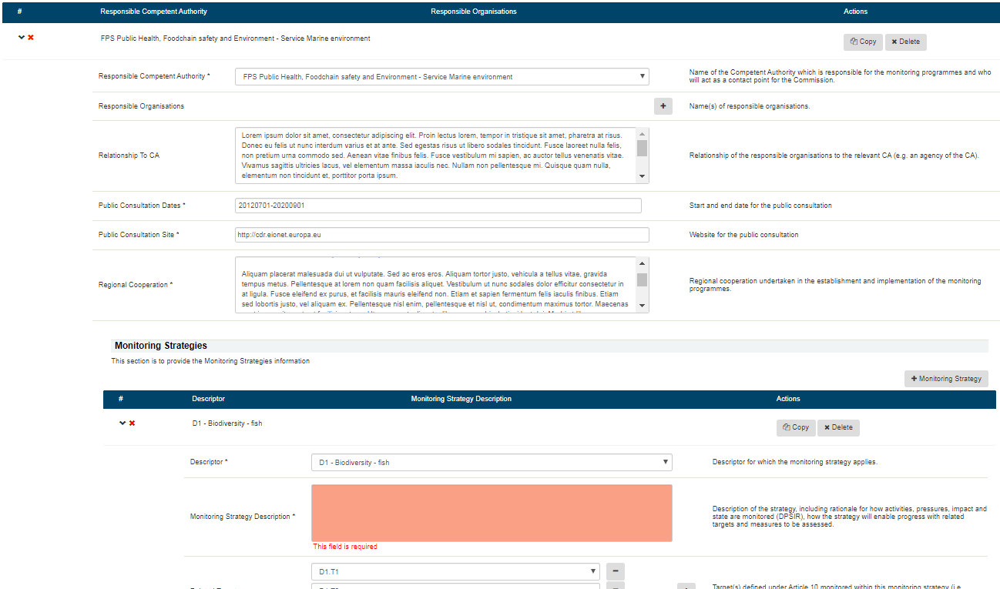 # Responsible Competent Authority Responsible Organisations Actions
FPS Public Health, Foodchain safety and Environment - Service Marine environment Copy Delete
Responsible Competent Authority * FPS Public Health, Foodchain safety and Environment - Service Marine environment
Name of the Competent Authority which is responsible for the monitoring programmes and who
will act as a contact point for the Commission.
Responsible Organisations + Name(s) of responsible organisations.
Relationship To CA
Lorem ipsum dolor sit amet, consectetur adipiscing elit. Proin lectus lorem, tempor in tristique sit amet, pharetra at risus.
Donec eu felis ut nunc interdum varius et at ante. Sed egestas risus ut libero sodales tincidunt. Fusce laoreet nulla felis,
non pretium urna commodo sed. Aenean vitae finibus felis. Fusce vestibulum mi sapien, ac auctor tellus venenatis vitae.
Vivamus sagittis ultricies lacus, vel elementum massa iaculis nec. Nullam non pellentesque mi. Quisque quam nulla,
elementum non tincidunt et, porttitor porta ipsum.
Relationship of the responsible organisations to the relevant CA (e.g. an agency of the CA).
Public Consultation Dates * 20120701-20200901 Start and end date for the public consultation
Public Consultation Site * http://cdr.eionet.europa.eu Website for the public consultation
Regional Cooperation *
Aliquam placerat malesuada dui ut vulputate. Sed ac eros eros. Aliquam tortor justo, vehicula a tellus vitae, gravida
tempus metus. Pellentesque at lorem non quam facilisis aliquet. Vestibulum ut nunc sodales dolor efficitur consectetur in
at ligula. Fusce eleifend ex purus, et facilisis mauris eleifend non. Etiam et sapien fermentum felis iaculis finibus. Etiam
sed lobortis justo, vel aliquam ex. Pellentesque nisl enim, pellentesque et nisl ut, condimentum maximus tortor. Maecenas
Regional cooperation undertaken in the establishment and implementation of the monitoring
programmes.
Monitoring Strategies
This section is to provide the Monitoring Strategies information
+ Monitoring Strategy
# Descriptor Monitoring Strategy Description Actions
D1 - Biodiversity - fish Copy Delete
Descriptor * D1 - Biodiversity - fish Descriptor for which the monitoring strategy applies.
Monitoring Strategy Description *
Description of the strategy, including rationale for how activities, pressures, impact and
state are monitored (DPSIR), how the strategy will enable progress with related
targets and measures to be assessed.
This field is required
D1.T1
Target(s) defined under Article 10 monitored within this monitoring strategy (i.e.